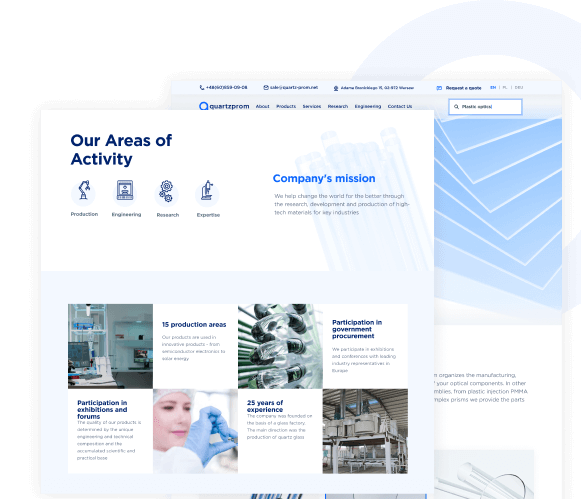 +48(60)859-09-08 sale@quartz-prom.net Adama Branickiego 15, 02-972 Warsaw Request a quote EN | PL | DEU
quartzprom About Products Services Research Engineering Contact Us Plastic optics|
Our Areas of
Activity
Production Engineering Research Expertise
Company's mission
We help change the world for the better through
the research, development and production of high-
tech materials for key industries
15 production areas
Our products are used in
innovative products - from
semiconductor electronics to
solar energy.
Participation in
government
procurement
We participate in exhibitions
and conferences with leading
industry representatives in
Europe
Participation in
exhibitions and
forums
The quality of our products is
determined by the unique
engineering and technical
composition and the
accumulated scientific and
practical base
25 years of
experience
The company was founded on
the basis of a glass factory.
The main direction was the
production of quartz glass
organizes the manufacturing,
your optical components. In other
mblies, from plastic injection PMMA
mplex prisms we provide the parts